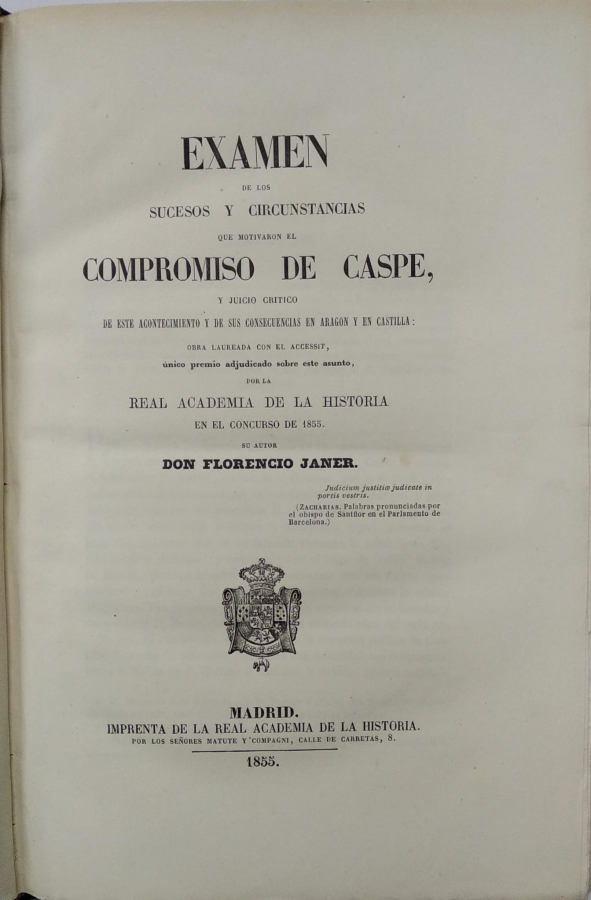 EXAMEN
DE LOS
SUCESOS Y CIRCUNSTANCIAS
QUE MOTIVARON EL
COMPROMISO DE CASPE,
Y JUICIO CRITICO
DE ESTE ACONTECIMIENTO Y DE SUS CONSECUENCIAS EN ARAGON Y EN CASTILLA:
OBRA LAUREADA CON EL ACCESSIT,
único premio adjudicado sobre este asunto,
POR LA
REAL ACADEMIA DE LA HISTORIA
EN EL CONCURSO DE 1855.
SU AUTOR
DON FLORENCIO JANER.
Judicium justitiæ judicate in
portis vestris.
(ZACHARIAS. Palabras pronunciadas por
el obispo de Santflor en el Parlamento de
Barcelona.)
MADRID.
IMPRENTA DE LA REAL ACADEMIA DE LA HISTORIA.
POR LOS SEÑORES MATUTE Y COMPAGNI, CALLE DE CARRETAS, 8.
1855.